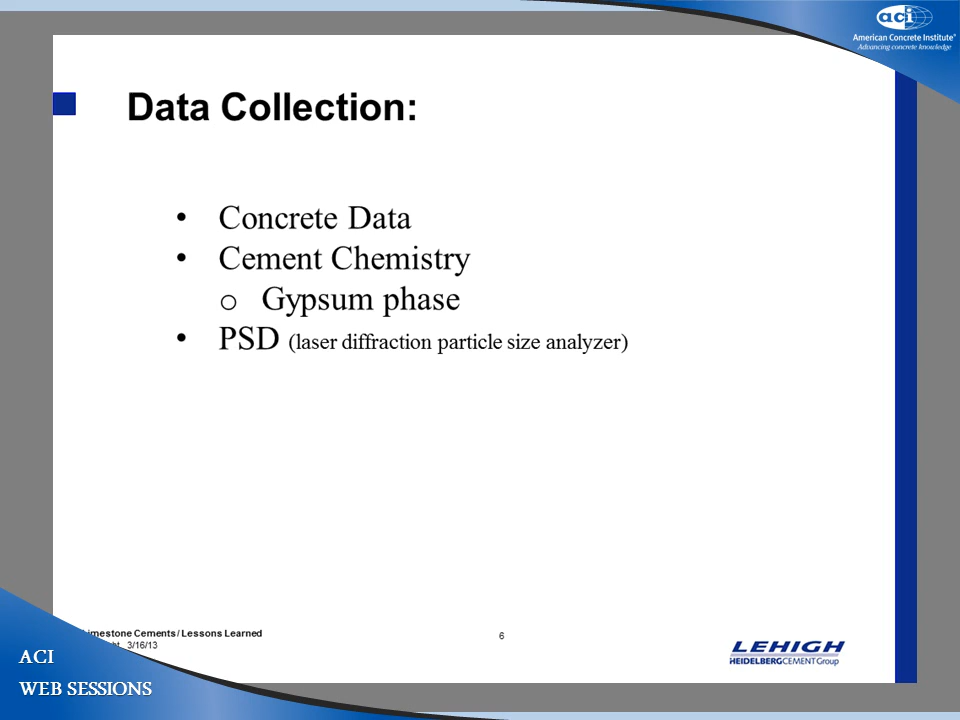 aci
American Concrete Institute®
Advancing concrete knowledge
Data Collection:
• Concrete Data
• Cement Chemistry
o Gypsum phase
• PSD (laser diffraction particle size analyzer)
Cements / Lessons Learned
3/16/13
6
LEHIGH
HEIDELBERGCEMENT Group
ACI
WEB SESSIONS